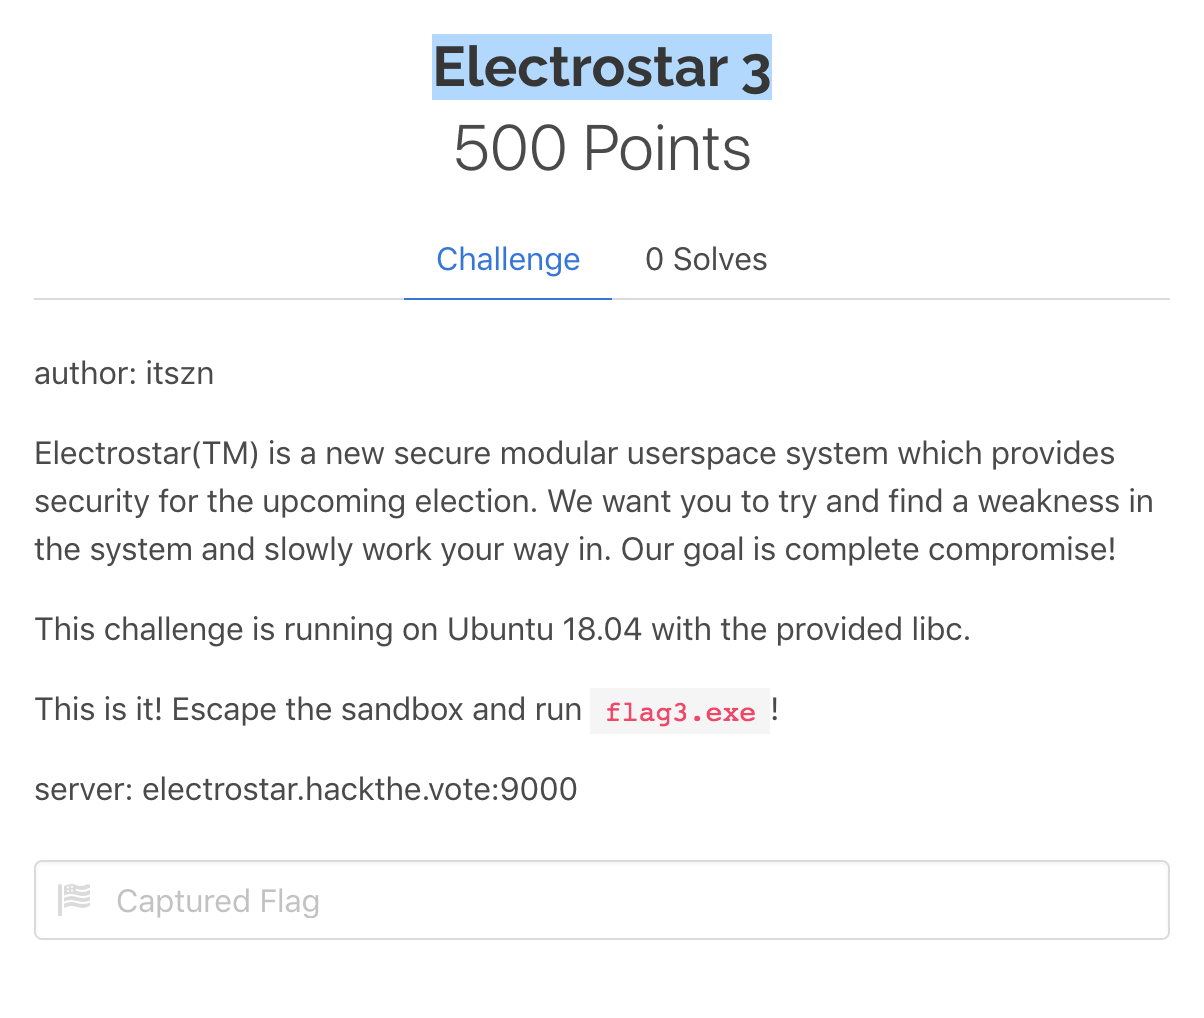 Electrostar 3
500 Points
Challenge
0 Solves
author: itszn
Electrostar(TM) is a new secure modular userspace system which provides
security for the upcoming election. We want you to try and find a weakness in
the system and slowly work your way in. Our goal is complete compromise!
This challenge is running on Ubuntu 18.04 with the provided libc.
This is it! Escape the sandbox and run flag3.exe!
server: electrostar.hackthe.vote:9000
Captured Flag